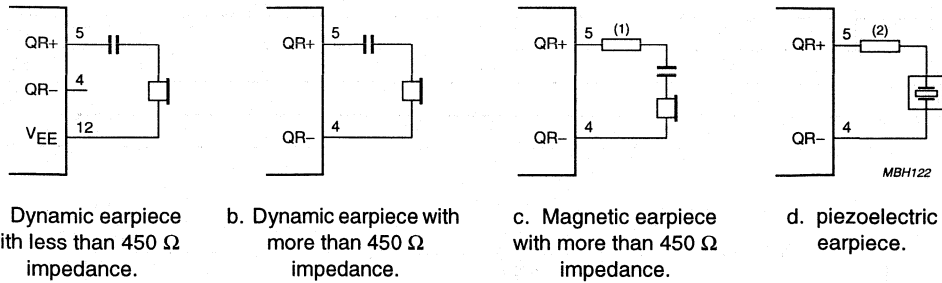 5
QR+
4
QR−
12
VEE
5
QR+
4
QR−
5
(1)
QR+
4
QR−
5
(2)
QR+
4
QR−
MBH122
Dynamic earpiece
ith less than 450 Ω
impedance.
b. Dynamic earpiece with
more than 450 Ω
impedance.
c. Magnetic earpiece
with more than 450 Ω
impedance.
d. piezoelectric
earpiece.